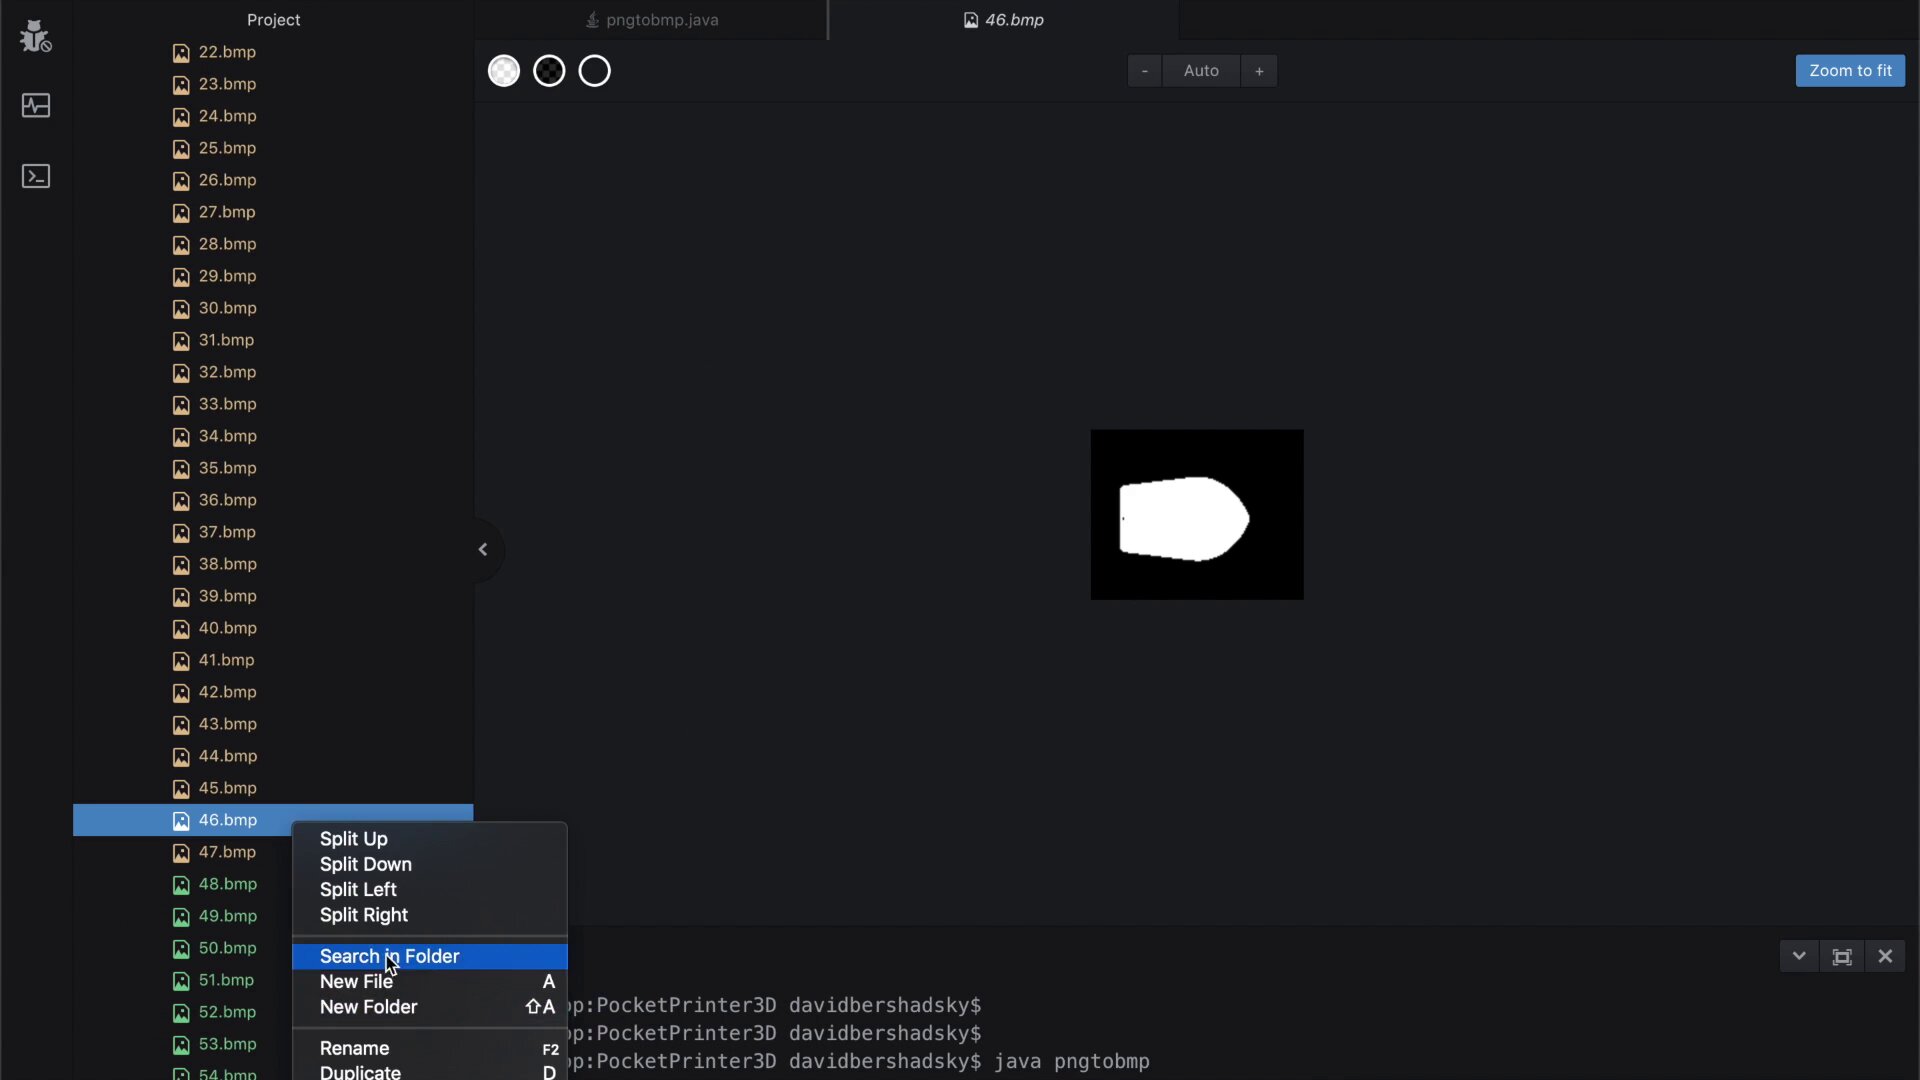 Project
pngtobmp.java
46.bmp
- Auto +
Zoom to fit
22.bmp
23.bmp
24.bmp
25.bmp
26.bmp
27.bmp
28.bmp
29.bmp
30.bmp
31.bmp
32.bmp
33.bmp
34.bmp
35.bmp
36.bmp
37.bmp
38.bmp
39.bmp
40.bmp
41.bmp
42.bmp
43.bmp
44.bmp
45.bmp
46.bmp
47.bmp
48.bmp
49.bmp
50.bmp
51.bmp
52.bmp
53.bmp
54.bmp
Split Up
Split Down
Split Left
Split Right
Search in Folder
New File A
New Folder ⇧A
Rename F2
Duplicate D
op:PocketPrinter3D davidbershadsky$
op:PocketPrinter3D davidbershadsky$
op:PocketPrinter3D davidbershadsky$ java pngtobmp